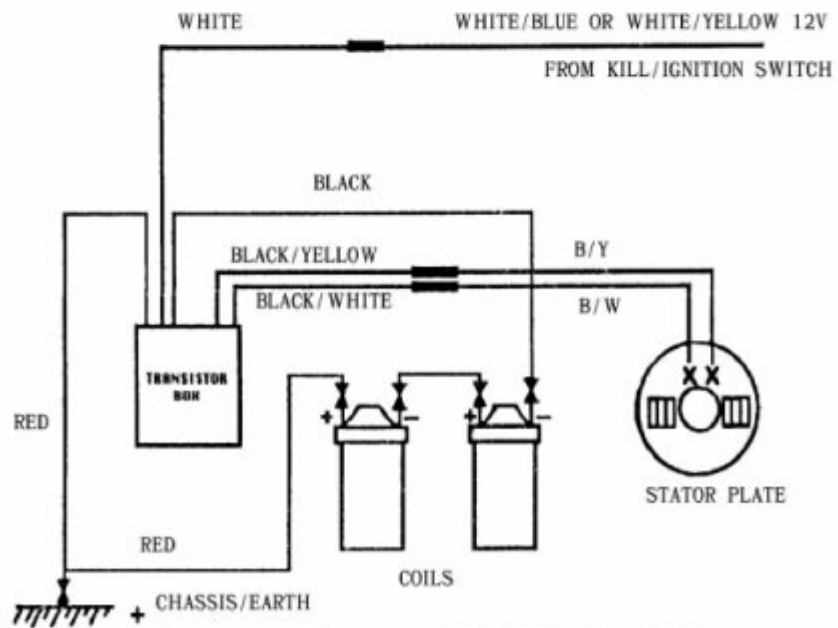 WHITE
WHITE/BLUE OR WHITE/YELLOW 12V
FROM KILL/IGNITION SWITCH
BLACK
BLACK/YELLOW
B/Y
BLACK/WHITE
B/W
TRANSISTOR
BOX
+
-
+
-
RED
STATOR PLATE
RED
COILS
+ CHASSIS/EARTH